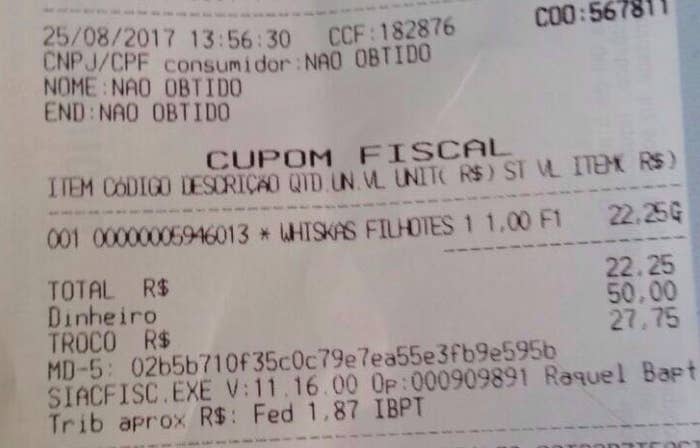 COO:567811
25/08/2017 13:56:30 CCF:182876
CNPJ/CPF consumidor:NAO OBTIDO
NOME:NAO OBTIDO
END:NAO OBTIDO
CUPOM FISCAL
ITEM CóDIGO DESCRIÇAO QTD.UN.VL UNIT( R$) ST VL ITEM( R$)
001 00000005946013 * WHISKAS FILHOTES 1 1,00 F1 22,25G
TOTAL R$ 22,25
Dinheiro 50,00
TROCO R$ 27,75
MD-5: 02b5b710f35c0c79e7ea55e3fb9e595b
SIACFISC.EXE V:11.16.00 Op:000909891 Raquel Bapt
Trib aprox R$: Fed 1,87 IBPT